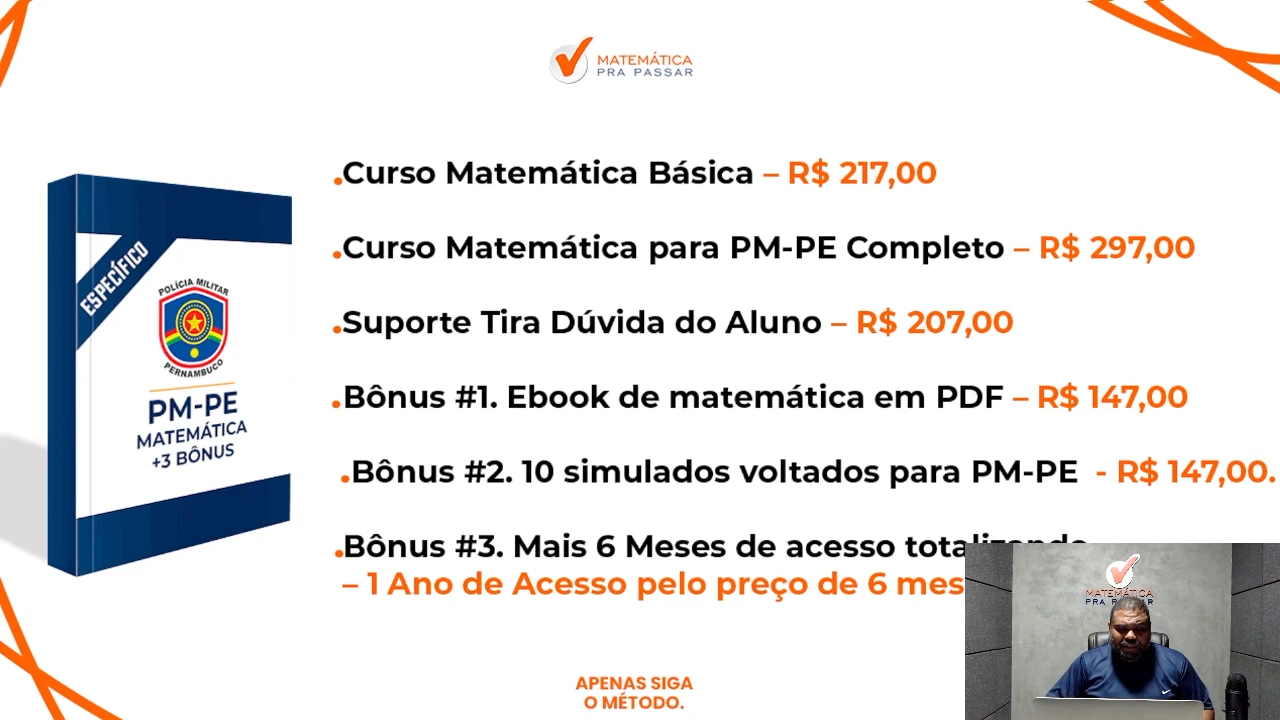 MATEMÁTICA
PRA PASSAR
.Curso Matemática Básica – R$ 217,00
.Curso Matemática para PM-PE Completo – R$ 297,00
.Suporte Tira Dúvida do Aluno – R$ 207,00
.Bônus #1. Ebook de matemática em PDF – R$ 147,00
.Bônus #2. 10 simulados voltados para PM-PE - R$ 147,00.
.Bônus #3. Mais 6 Meses de acesso totalizando
– 1 Ano de Acesso pelo preço de 6 mes
ESPECÍFICO
POLÍCIA MILITAR
PERNAMBUCO
PM-PE
MATEMÁTICA
+3 BÔNUS
MATEMÁTICA
PRA PASSAR
APENAS SIGA
O MÉTODO.